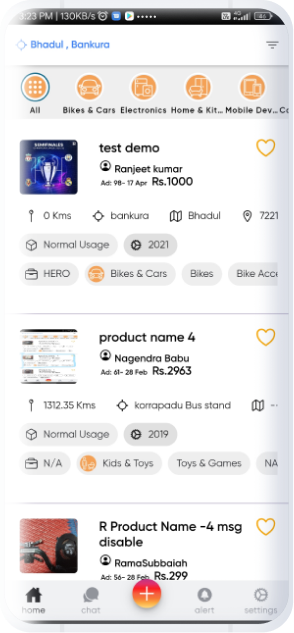 3:23 PM | 130KB/s
Bhadul , Bankura
All
Bikes & Cars
Electronics
Home & Kit...
Mobile Dev...
test demo
Ranjeet kumar
Ad: 98- 17 Apr Rs.1000
0 Kms bankura Bhadul 7221
Normal Usage 2021
HERO Bikes & Cars Bikes Bike Acce
product name 4
Nagendra Babu
Ad: 61- 28 Feb Rs.2963
1312.35 Kms korrapadu Bus stand --
Normal Usage 2019
N/A Kids & Toys Toys & Games NA
R Product Name -4 msg
disable
RamaSubbaiah
Ad: 56- 28 Feb Rs.299
home chat alert settings